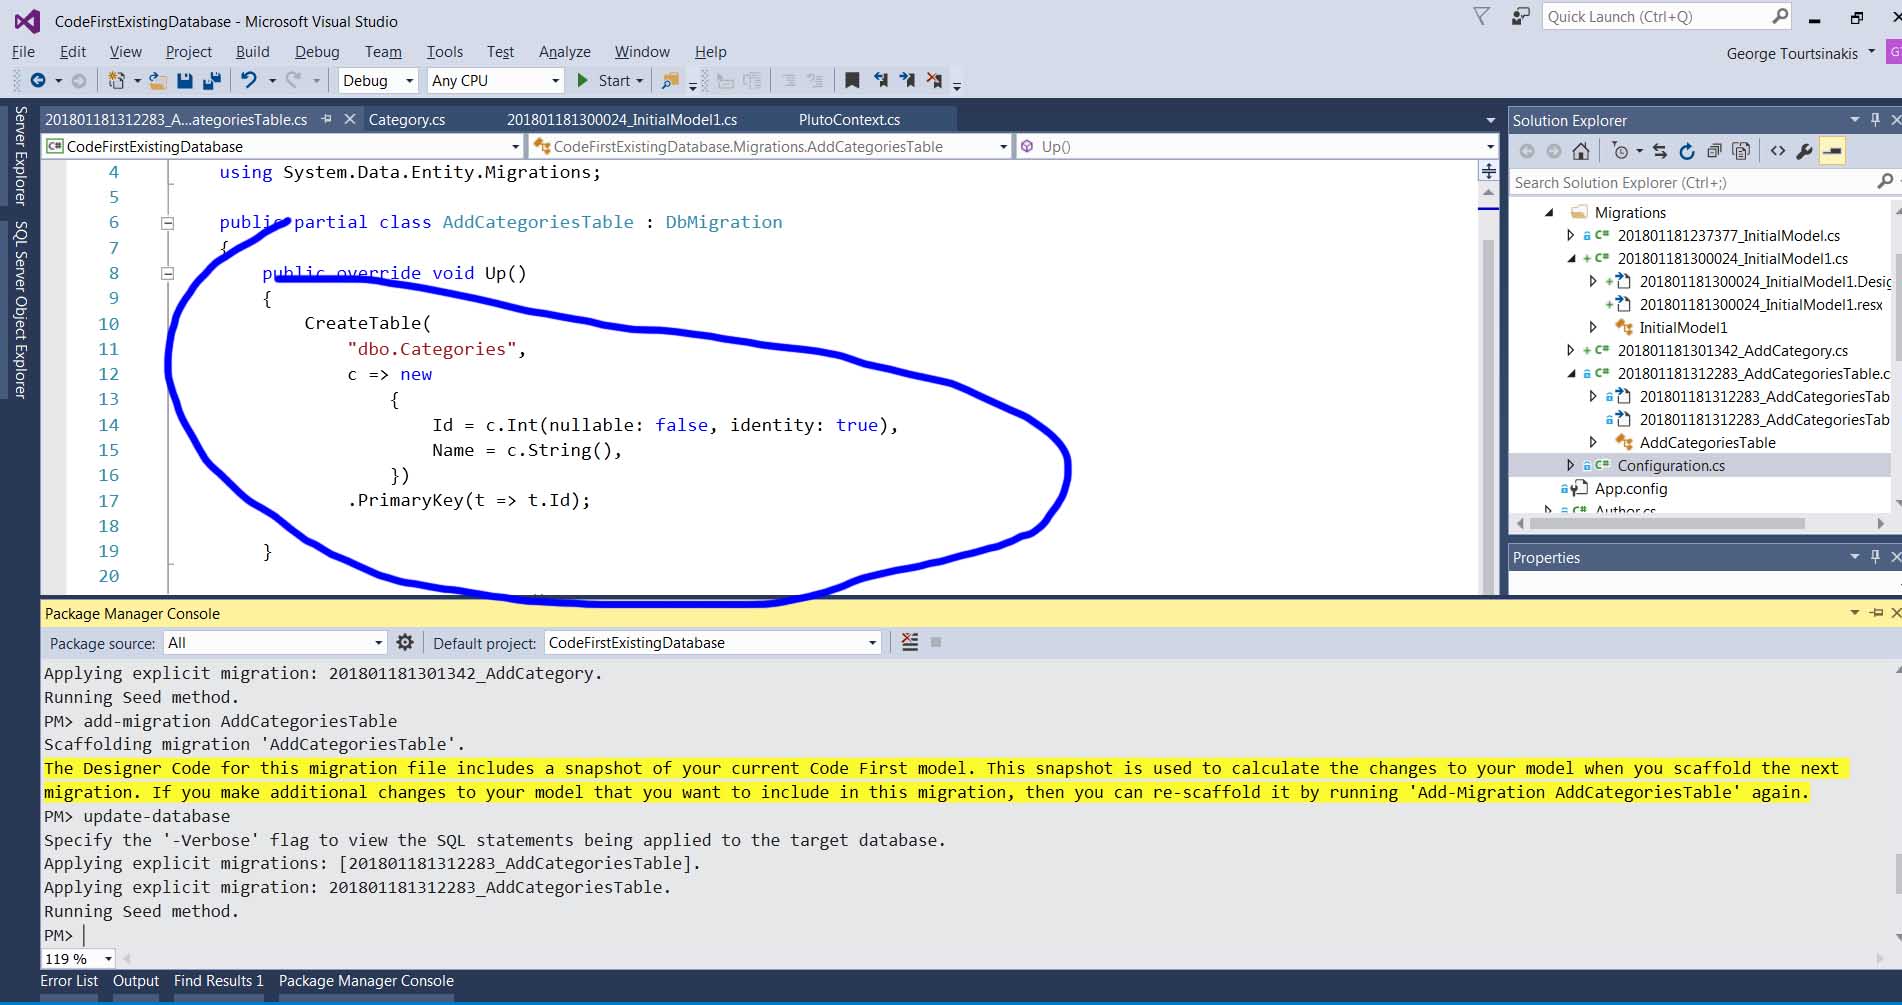 CodeFirstExistingDatabase - Microsoft Visual Studio
Quick Launch (Ctrl+Q)
File Edit View Project Build Debug Team Tools Test Analyze Window Help
George Tourtsinakis
Debug Any CPU Start
Server Explorer
SQL Server Object Explorer
201801181312283_A...ategoriesTable.cs Category.cs 201801181300024_InitialModel1.cs PlutoContext.cs
C# CodeFirstExistingDatabase CodeFirstExistingDatabase.Migrations.AddCategoriesTable Up()
4 using System.Data.Entity.Migrations;
5
6 public partial class AddCategoriesTable : DbMigration
7 {
8 public override void Up()
9 {
10 CreateTable(
11 "dbo.Categories",
12 c => new
13 {
14 Id = c.Int(nullable: false, identity: true),
15 Name = c.String(),
16 })
17 .PrimaryKey(t => t.Id);
18
19 }
20
Solution Explorer
Search Solution Explorer (Ctrl+;)
Migrations
C# 201801181237377_InitialModel.cs
C# 201801181300024_InitialModel1.cs
201801181300024_InitialModel1.Desig
201801181300024_InitialModel1.resx
InitialModel1
C# 201801181301342_AddCategory.cs
C# 201801181312283_AddCategoriesTable.c
201801181312283_AddCategoriesTab
201801181312283_AddCategoriesTab
AddCategoriesTable
C# Configuration.cs
App.config
C# Author.cs
Properties
Package Manager Console
Package source: All Default project: CodeFirstExistingDatabase
Applying explicit migration: 201801181301342_AddCategory.
Running Seed method.
PM> add-migration AddCategoriesTable
Scaffolding migration 'AddCategoriesTable'.
The Designer Code for this migration file includes a snapshot of your current Code First model. This snapshot is used to calculate the changes to your model when you scaffold the next
migration. If you make additional changes to your model that you want to include in this migration, then you can re-scaffold it by running 'Add-Migration AddCategoriesTable' again.
PM> update-database
Specify the '-Verbose' flag to view the SQL statements being applied to the target database.
Applying explicit migrations: [201801181312283_AddCategoriesTable].
Applying explicit migration: 201801181312283_AddCategoriesTable.
Running Seed method.
PM>
119 %
Error List Output Find Results 1 Package Manager Console